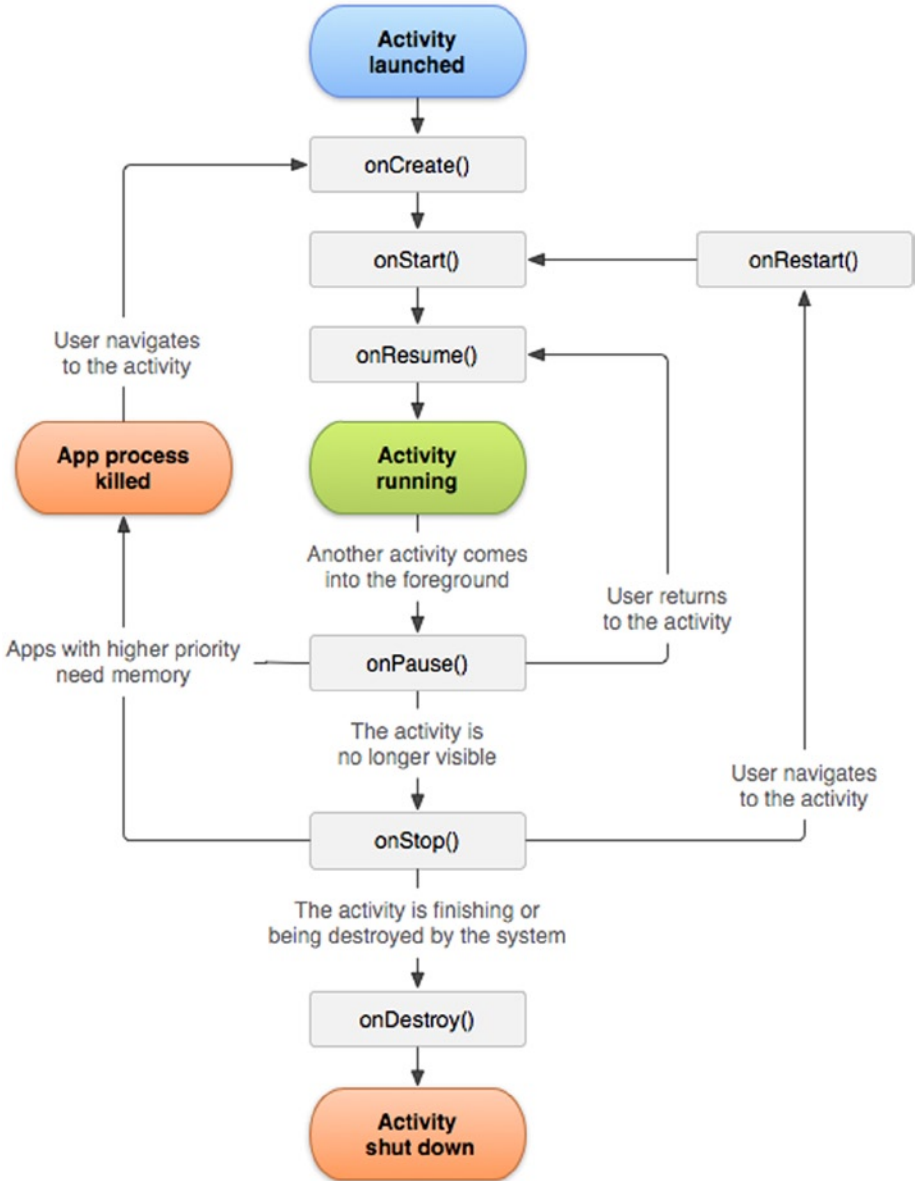 Activity
launched
onCreate()
onStart()
onRestart()
onResume()
User navigates
to the activity
App process
killed
Activity
running
Another activity comes
into the foreground
User returns
to the activity
Apps with higher priority
need memory
onPause()
The activity is
no longer visible
User navigates
to the activity
onStop()
The activity is finishing or
being destroyed by the system
onDestroy()
Activity
shut down